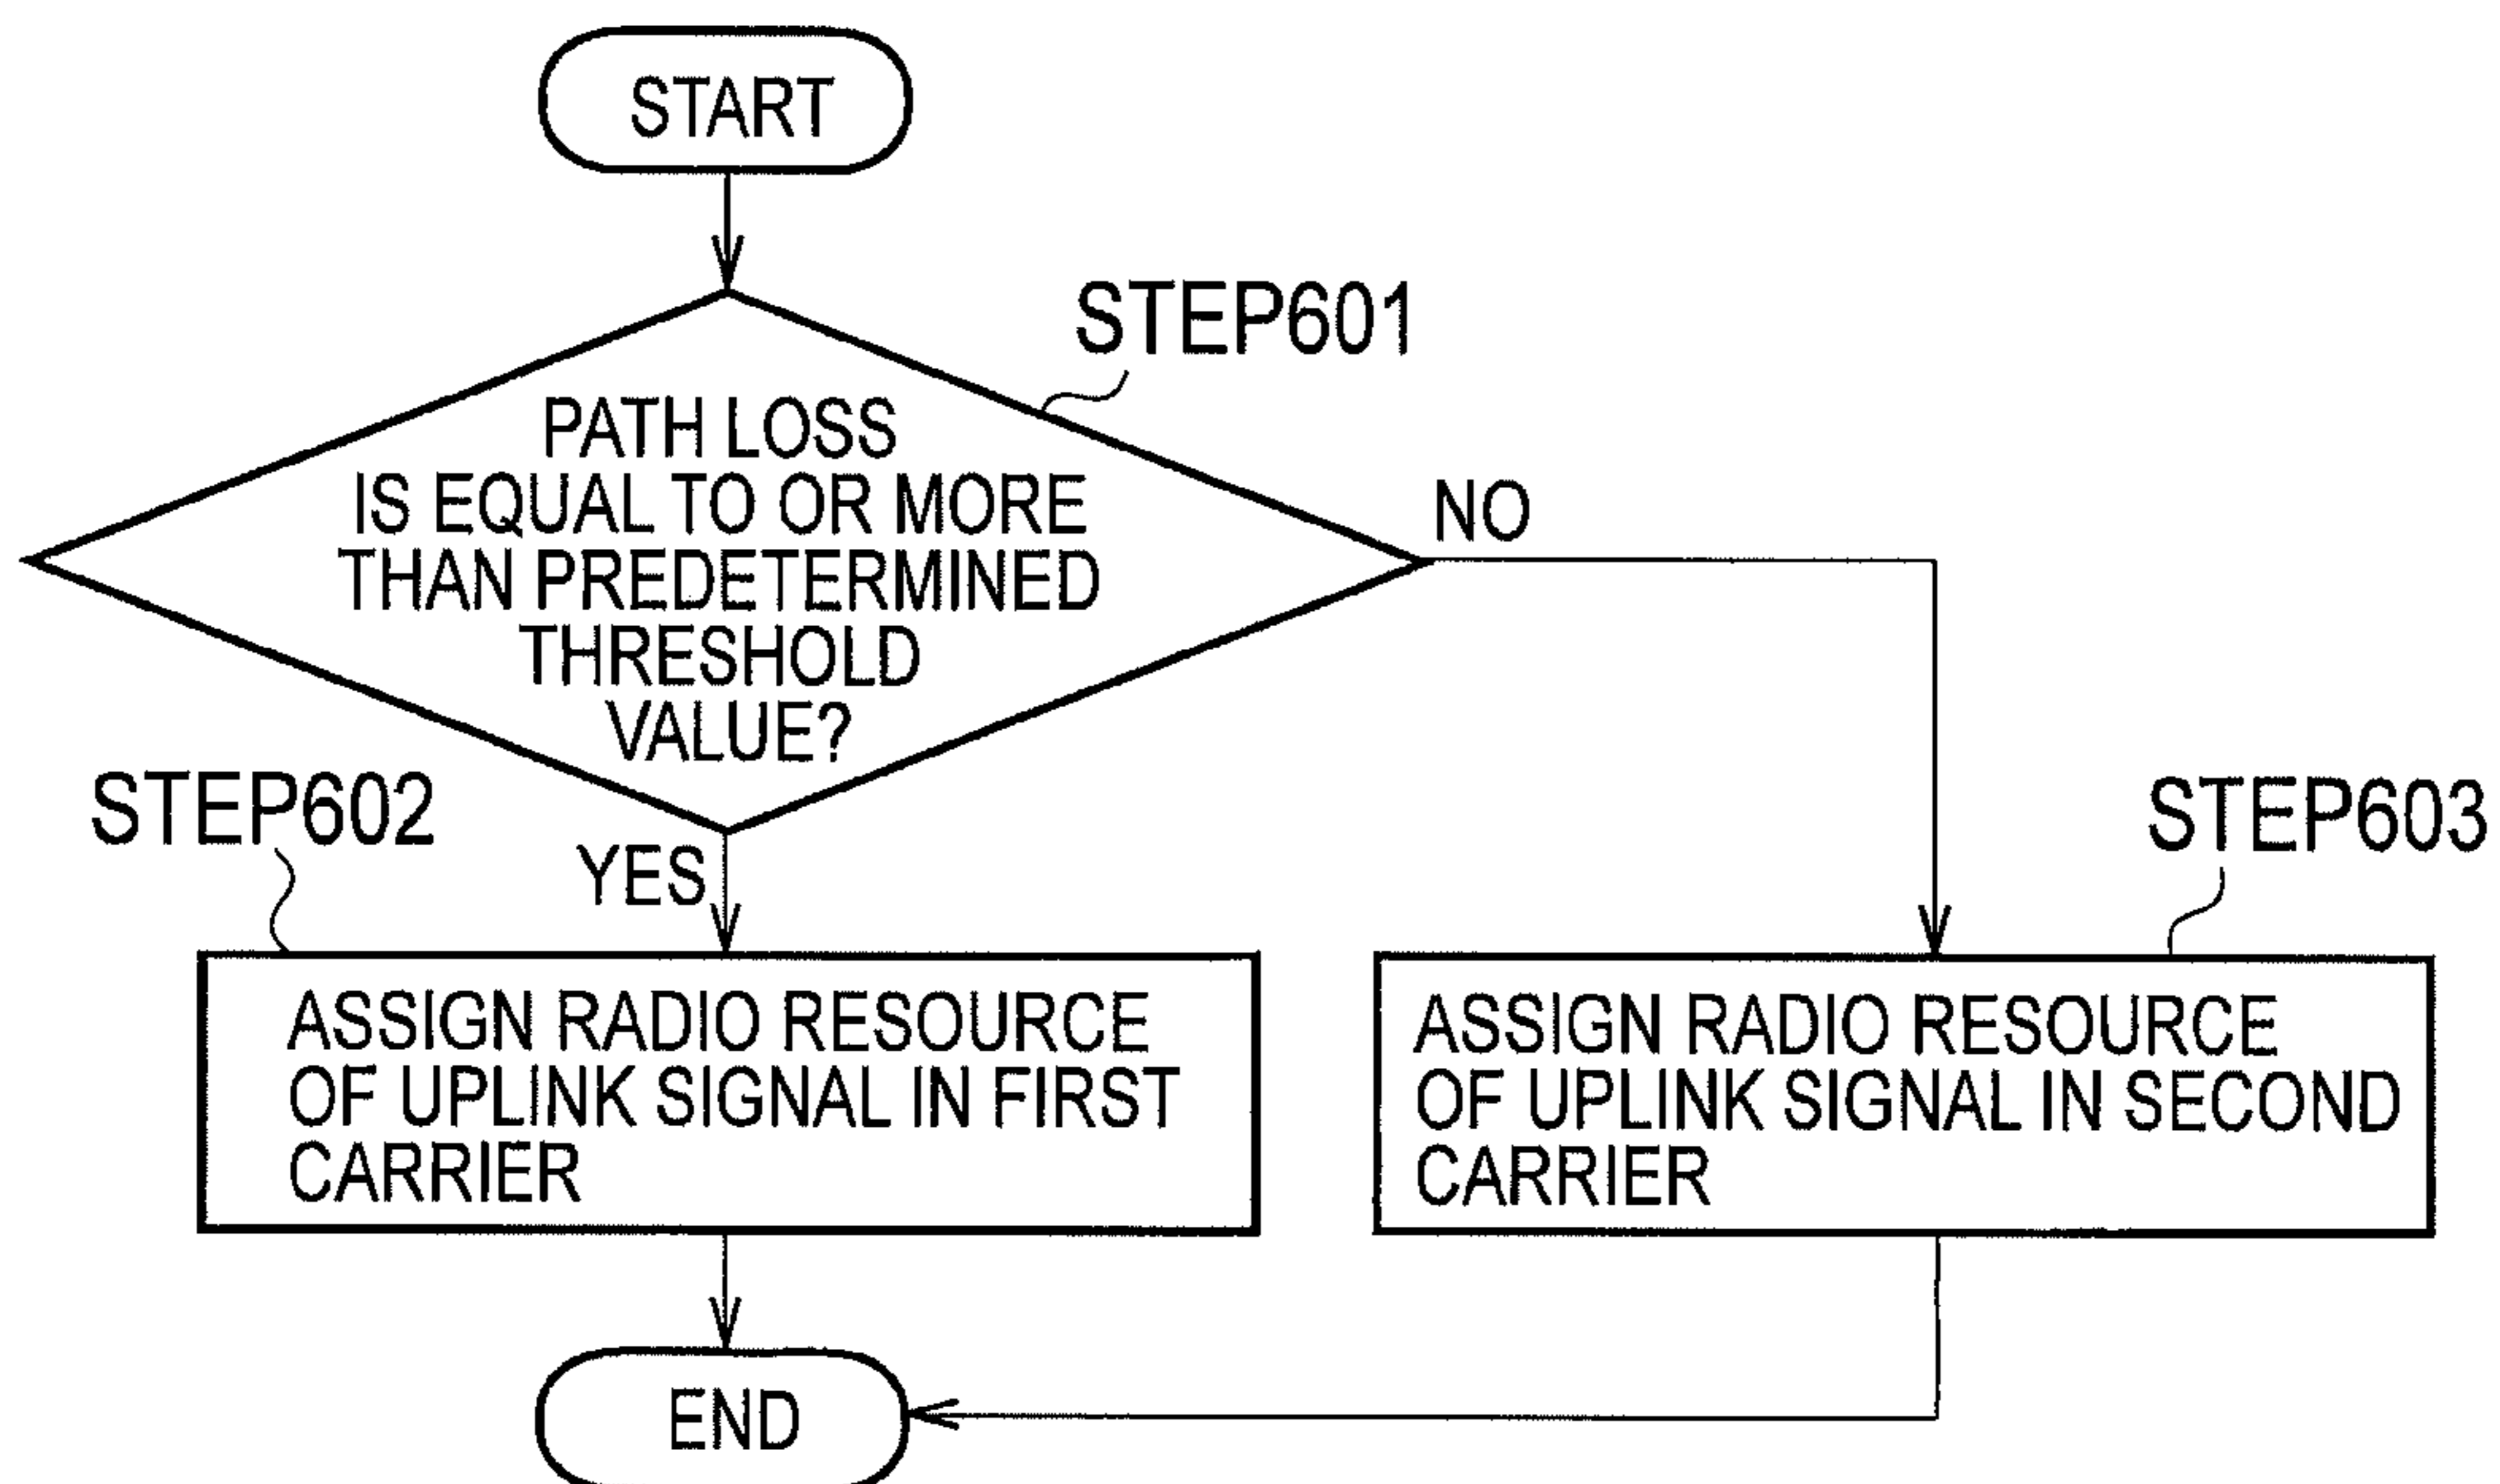 START
STEP601
PATH LOSS
IS EQUAL TO OR MORE
THAN PREDETERMINED
THRESHOLD
VALUE?
NO
STEP602
YES
STEP603
ASSIGN RADIO RESOURCE
OF UPLINK SIGNAL IN FIRST
CARRIER
ASSIGN RADIO RESOURCE
OF UPLINK SIGNAL IN SECOND
CARRIER
END